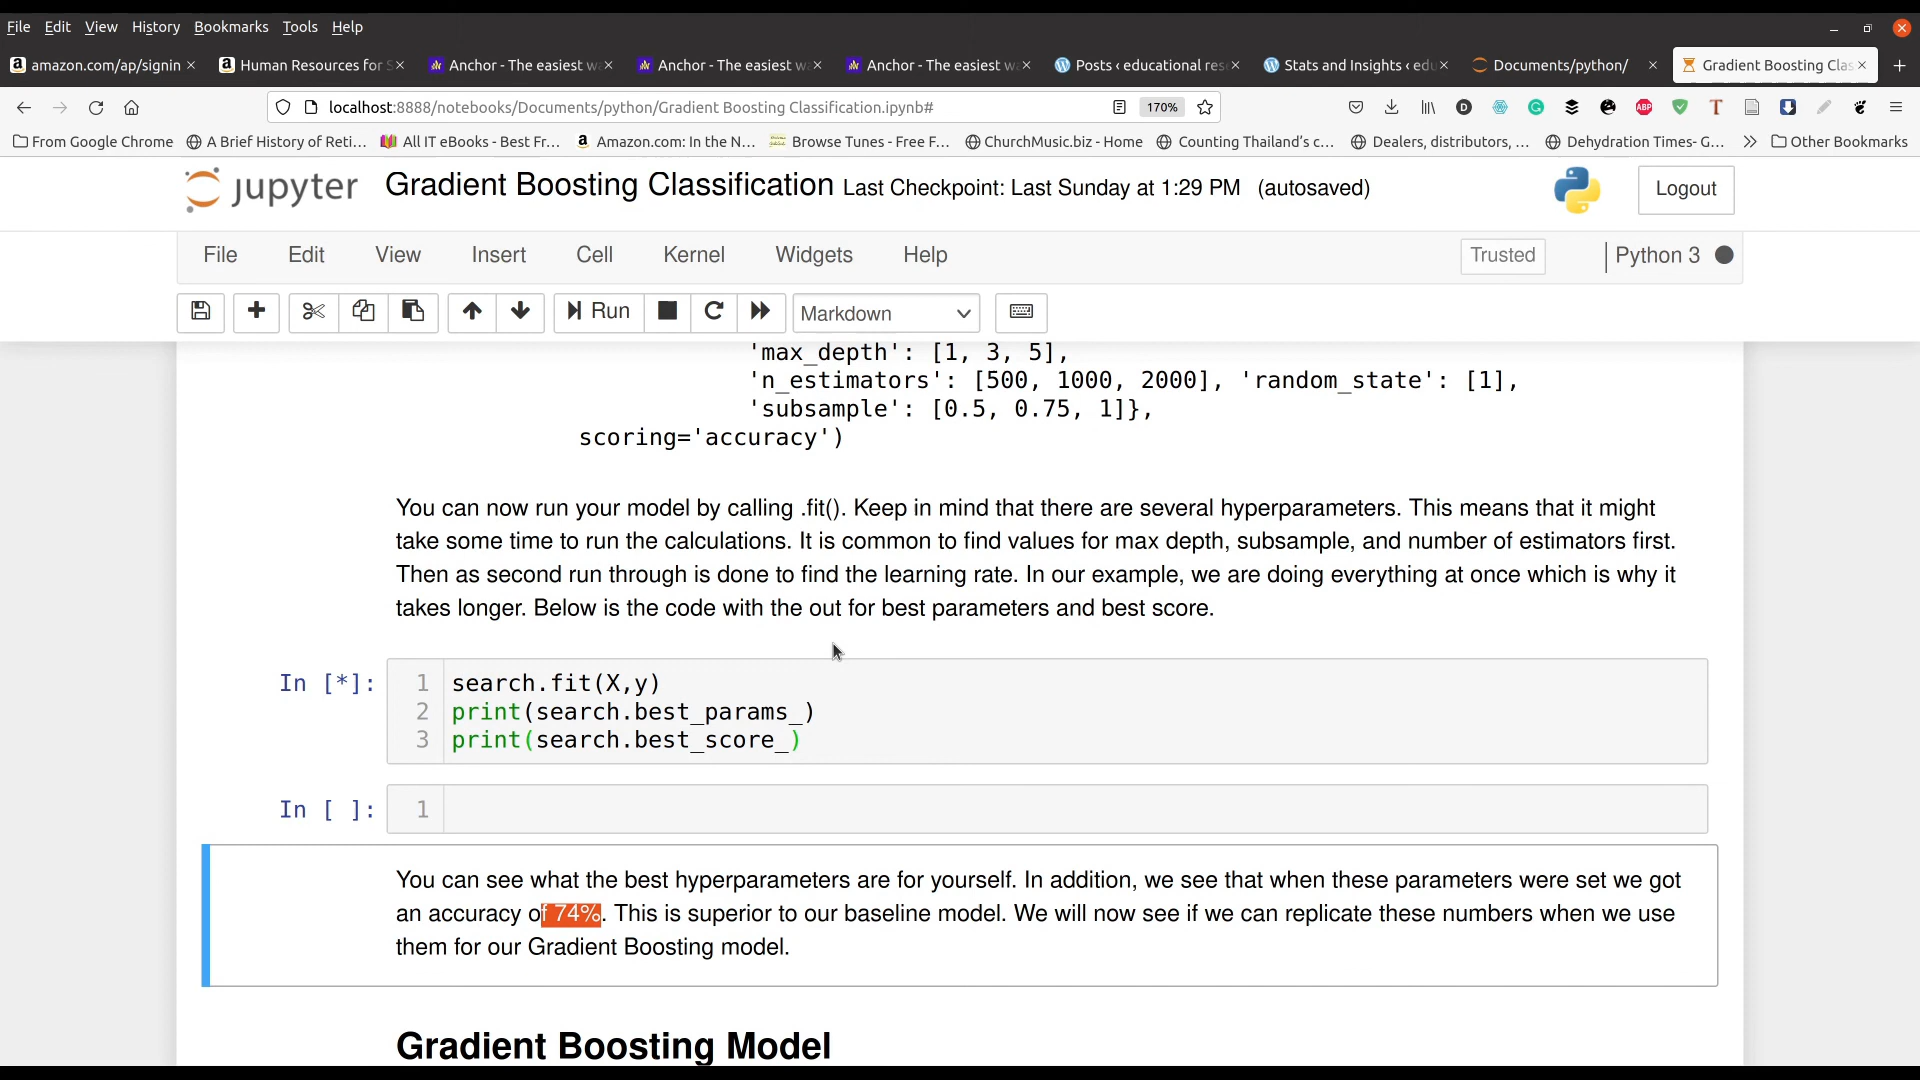 File Edit View History Bookmarks Tools Help
amazon.com/ap/signin Human Resources for S Anchor - The easiest wa Anchor - The easiest wa Anchor - The easiest wa Posts ‹ educational res Stats and Insights ‹ edu Documents/python/ Gradient Boosting Clas
localhost:8888/notebooks/Documents/python/Gradient Boosting Classification.ipynb# 170%
From Google Chrome A Brief History of Reti... All IT eBooks - Best Fr... Amazon.com: In the N... Browse Tunes - Free F... ChurchMusic.biz - Home Counting Thailand's c... Dealers, distributors, ... Dehydration Times- G... Other Bookmarks
jupyter Gradient Boosting Classification Last Checkpoint: Last Sunday at 1:29 PM (autosaved) Logout
File Edit View Insert Cell Kernel Widgets Help Trusted Python 3
Run Markdown
'max_depth': [1, 3, 5],
'n_estimators': [500, 1000, 2000], 'random_state': [1],
'subsample': [0.5, 0.75, 1]},
scoring='accuracy')
You can now run your model by calling .fit(). Keep in mind that there are several hyperparameters. This means that it might
take some time to run the calculations. It is common to find values for max depth, subsample, and number of estimators first.
Then as second run through is done to find the learning rate. In our example, we are doing everything at once which is why it
takes longer. Below is the code with the out for best parameters and best score.
In [*]: 1 search.fit(X,y)
2 print(search.best_params_)
3 print(search.best_score_)
In [ ]: 1
You can see what the best hyperparameters are for yourself. In addition, we see that when these parameters were set we got
an accuracy of 74%. This is superior to our baseline model. We will now see if we can replicate these numbers when we use
them for our Gradient Boosting model.
Gradient Boosting Model